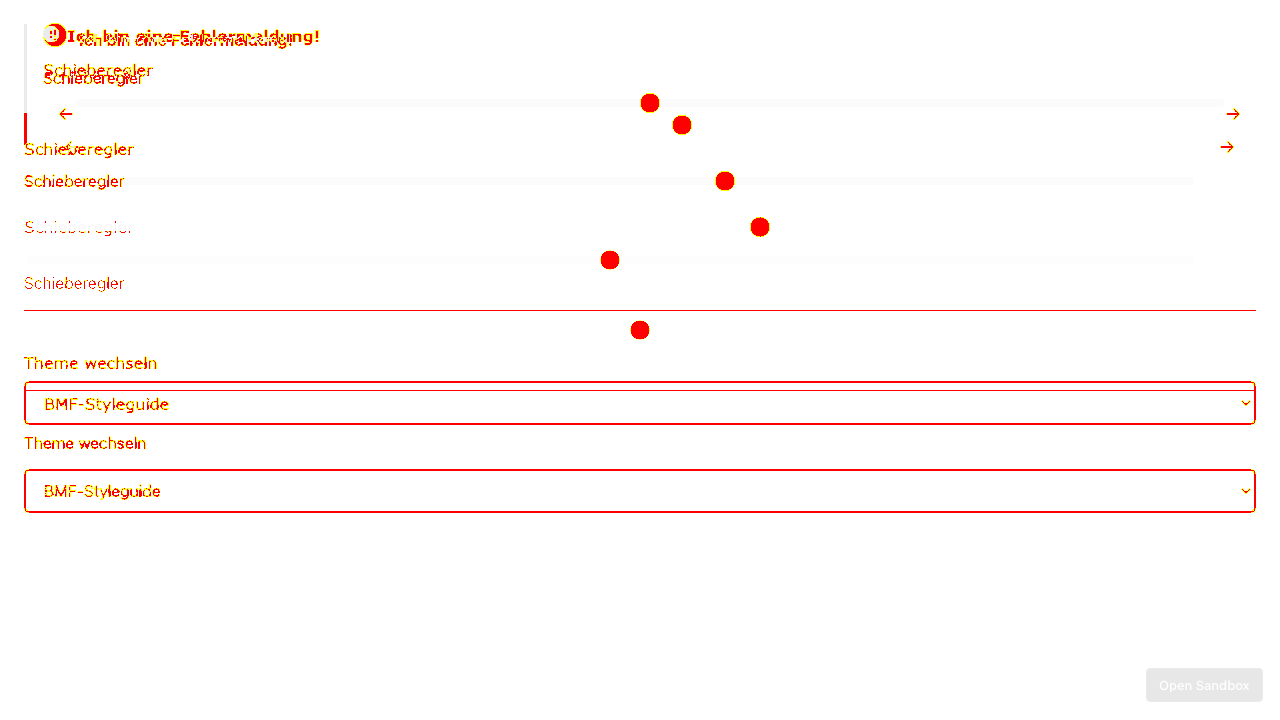 Ich bin eine Fehlermeldung!
Ich bin eine Fehlermeldung!
Schieberegler
Schieberegler
Schieberegler
Schieberegler
Schieberegler
Schieberegler
Theme wechseln
BMF-Styleguide
Theme wechseln
BMF-Styleguide
Open Sandbox